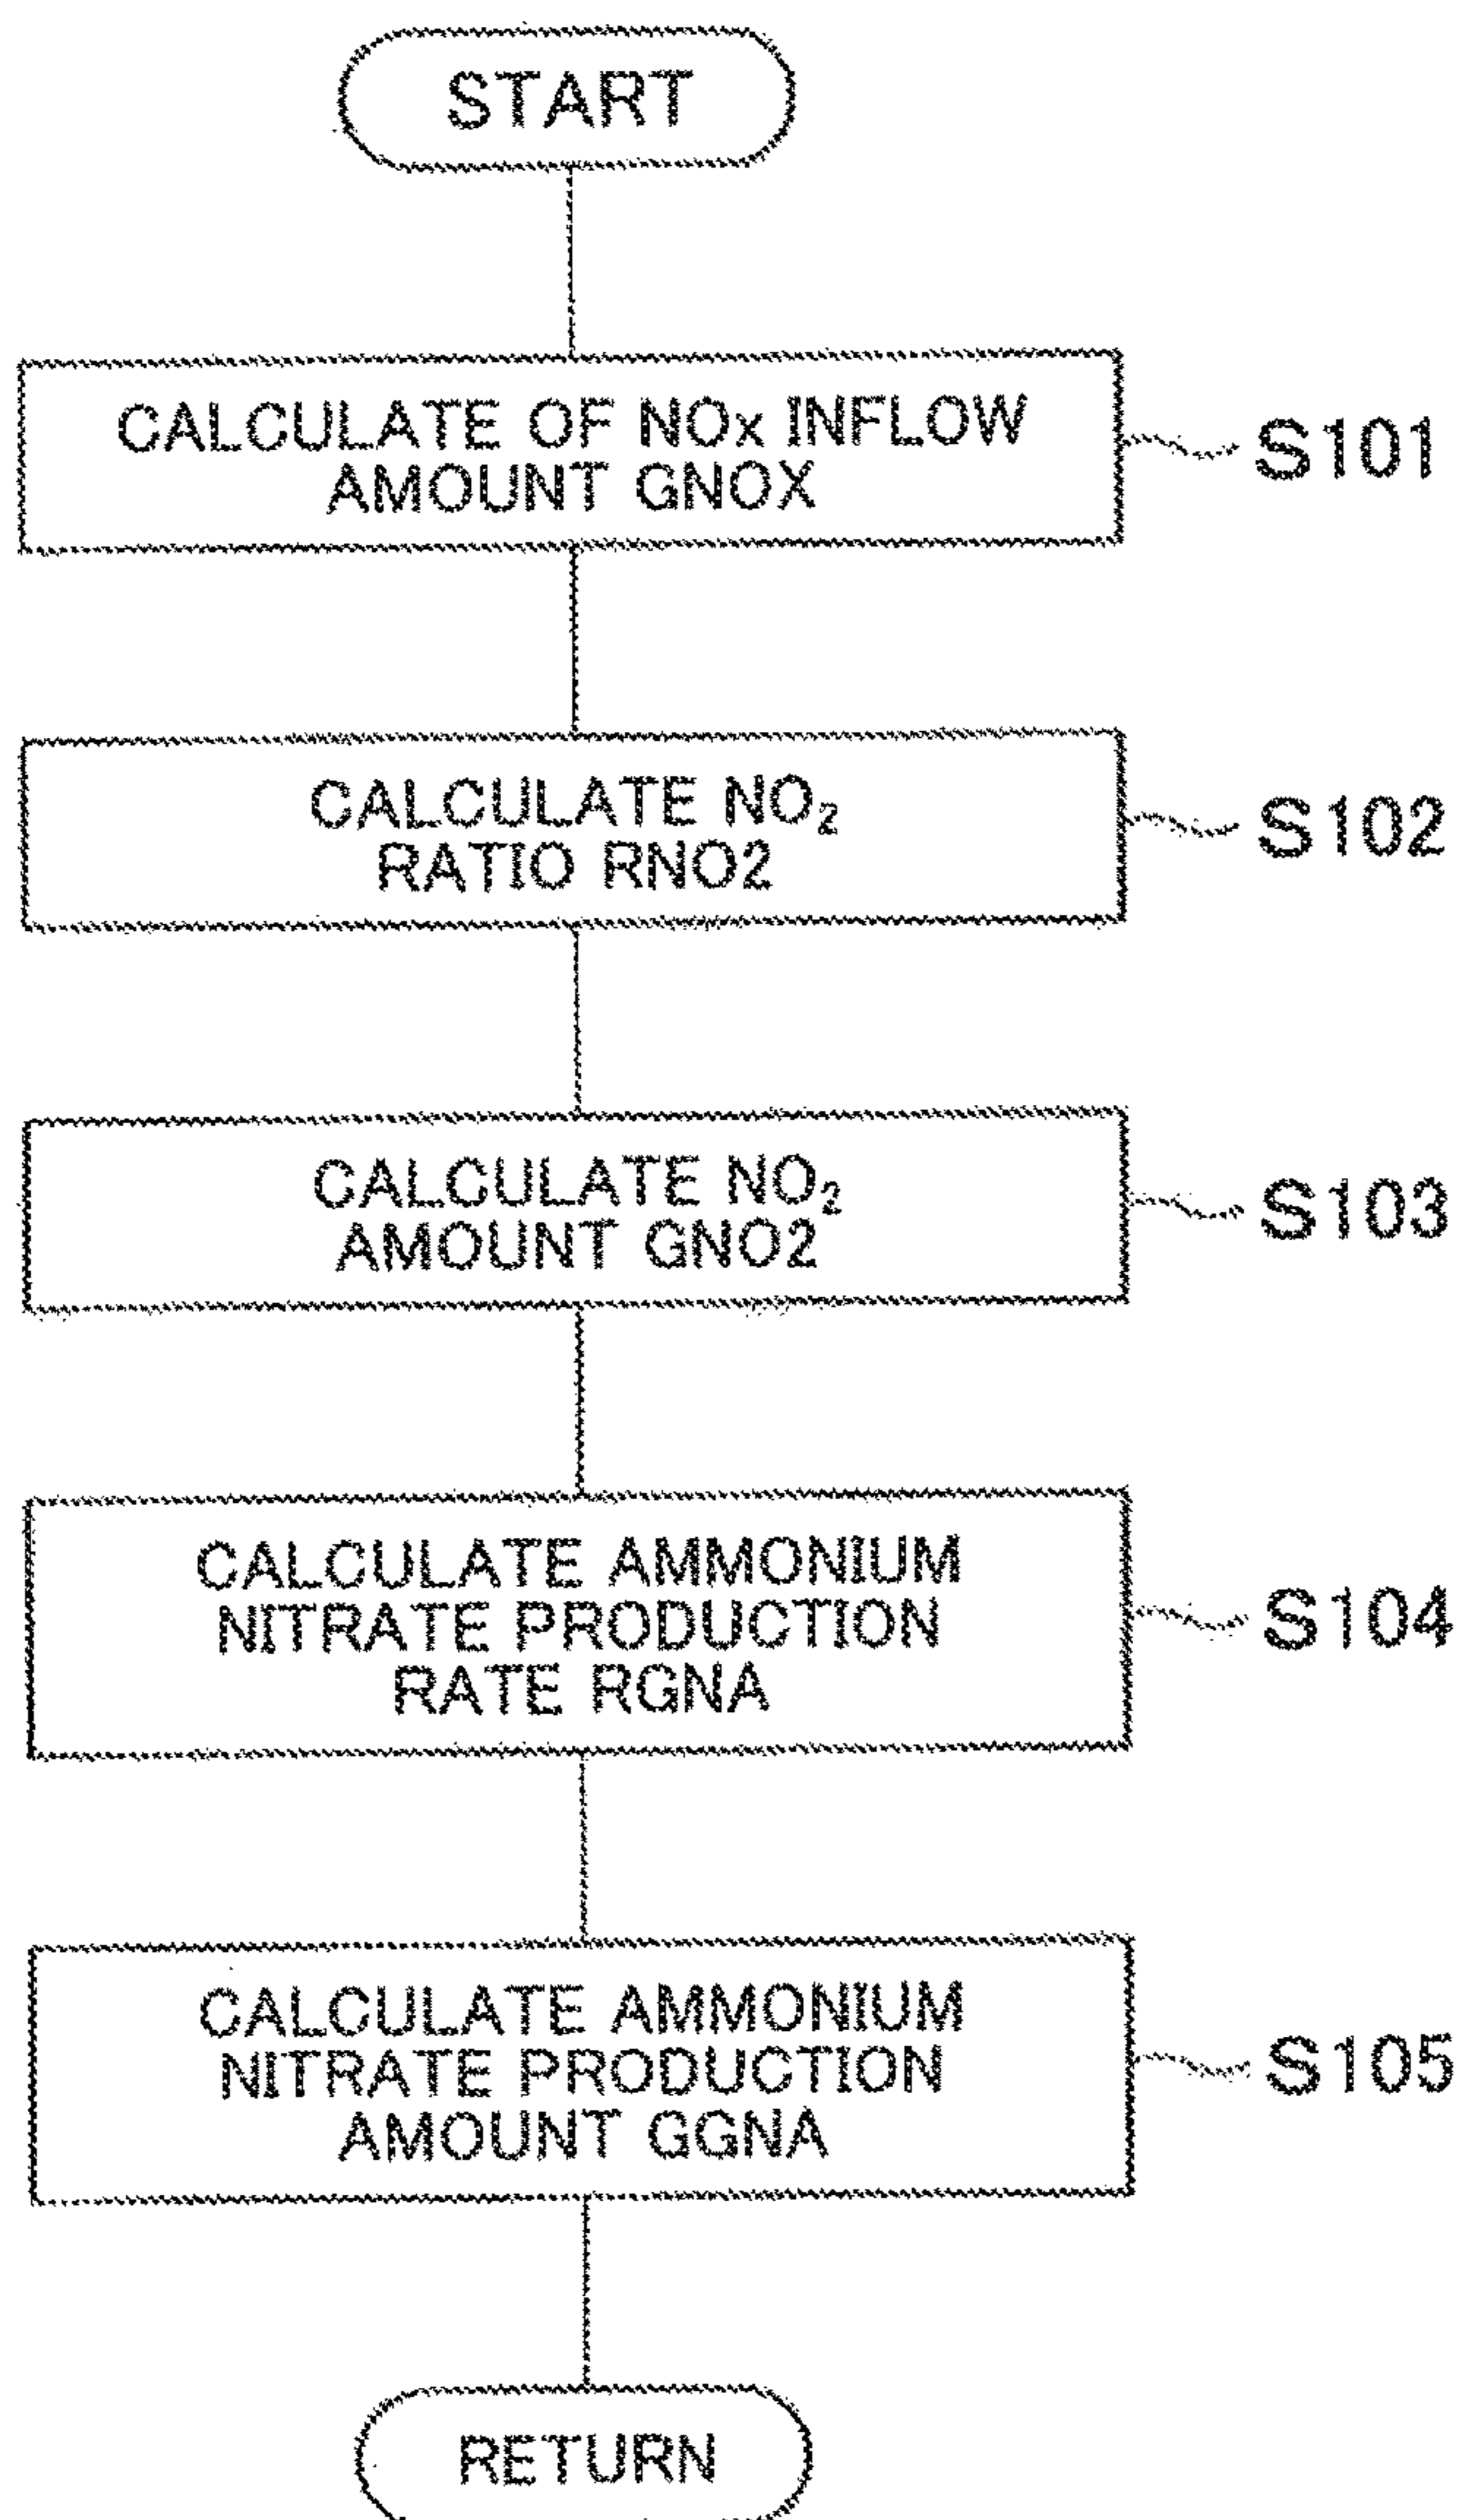 START
CALCULATE OF NOx INFLOW
AMOUNT GNOX
S101
CALCULATE NO₂
RATIO RNO2
S102
CALCULATE NO₂
AMOUNT GNO2
S103
CALCULATE AMMONIUM
NITRATE PRODUCTION
RATE RGNA
S104
CALCULATE AMMONIUM
NITRATE PRODUCTION
AMOUNT GGNA
S105
RETURN